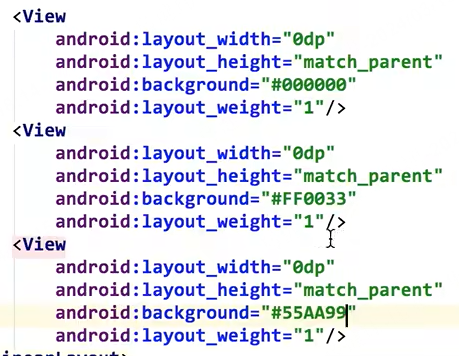 <View
android:layout_width="0dp"
android:layout_height="match_parent"
android:background="#000000"
android:layout_weight="1"/>
<View
android:layout_width="0dp"
android:layout_height="match_parent"
android:background="#FF0033"
android:layout_weight="1"/>
<View
android:layout_width="0dp"
android:layout_height="match_parent"
android:background="#55AA99"
android:layout_weight="1"/>